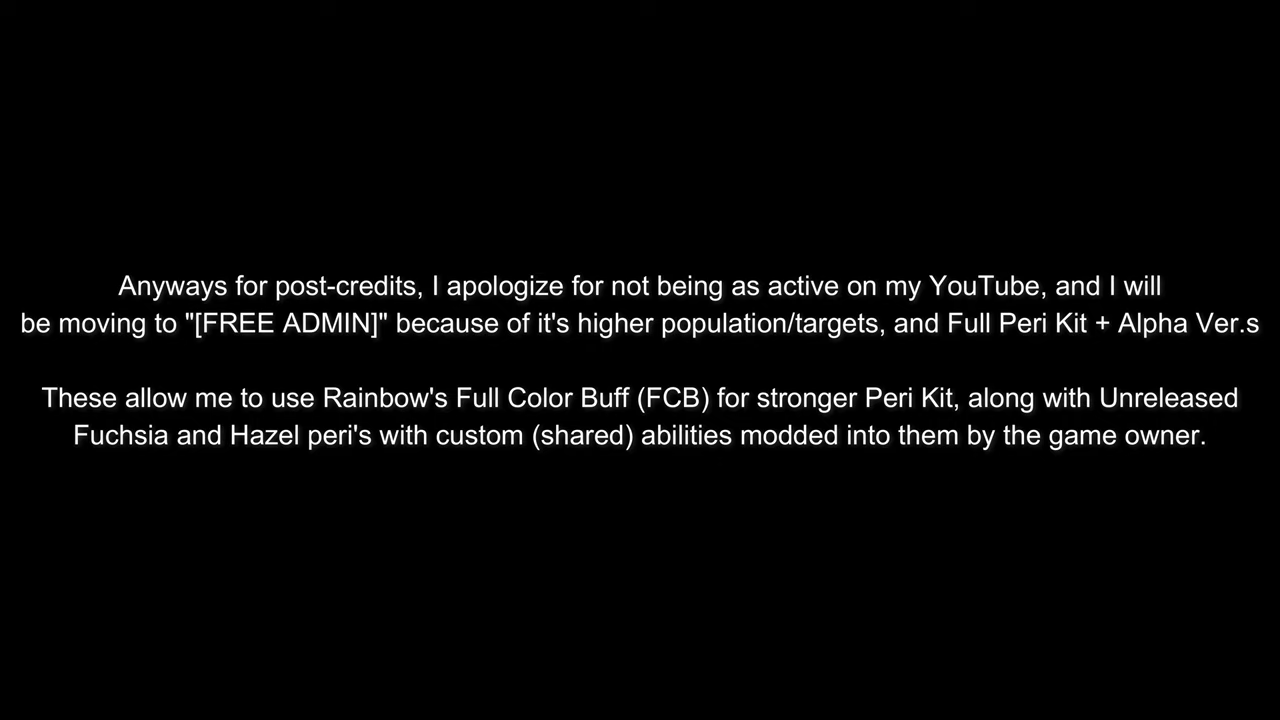 Anyways for post-credits, I apologize for not being as active on my YouTube, and I will
be moving to "[FREE ADMIN]" because of it's higher population/targets, and Full Peri Kit + Alpha Ver.s
These allow me to use Rainbow's Full Color Buff (FCB) for stronger Peri Kit, along with Unreleased
Fuchsia and Hazel peri's with custom (shared) abilities modded into them by the game owner.